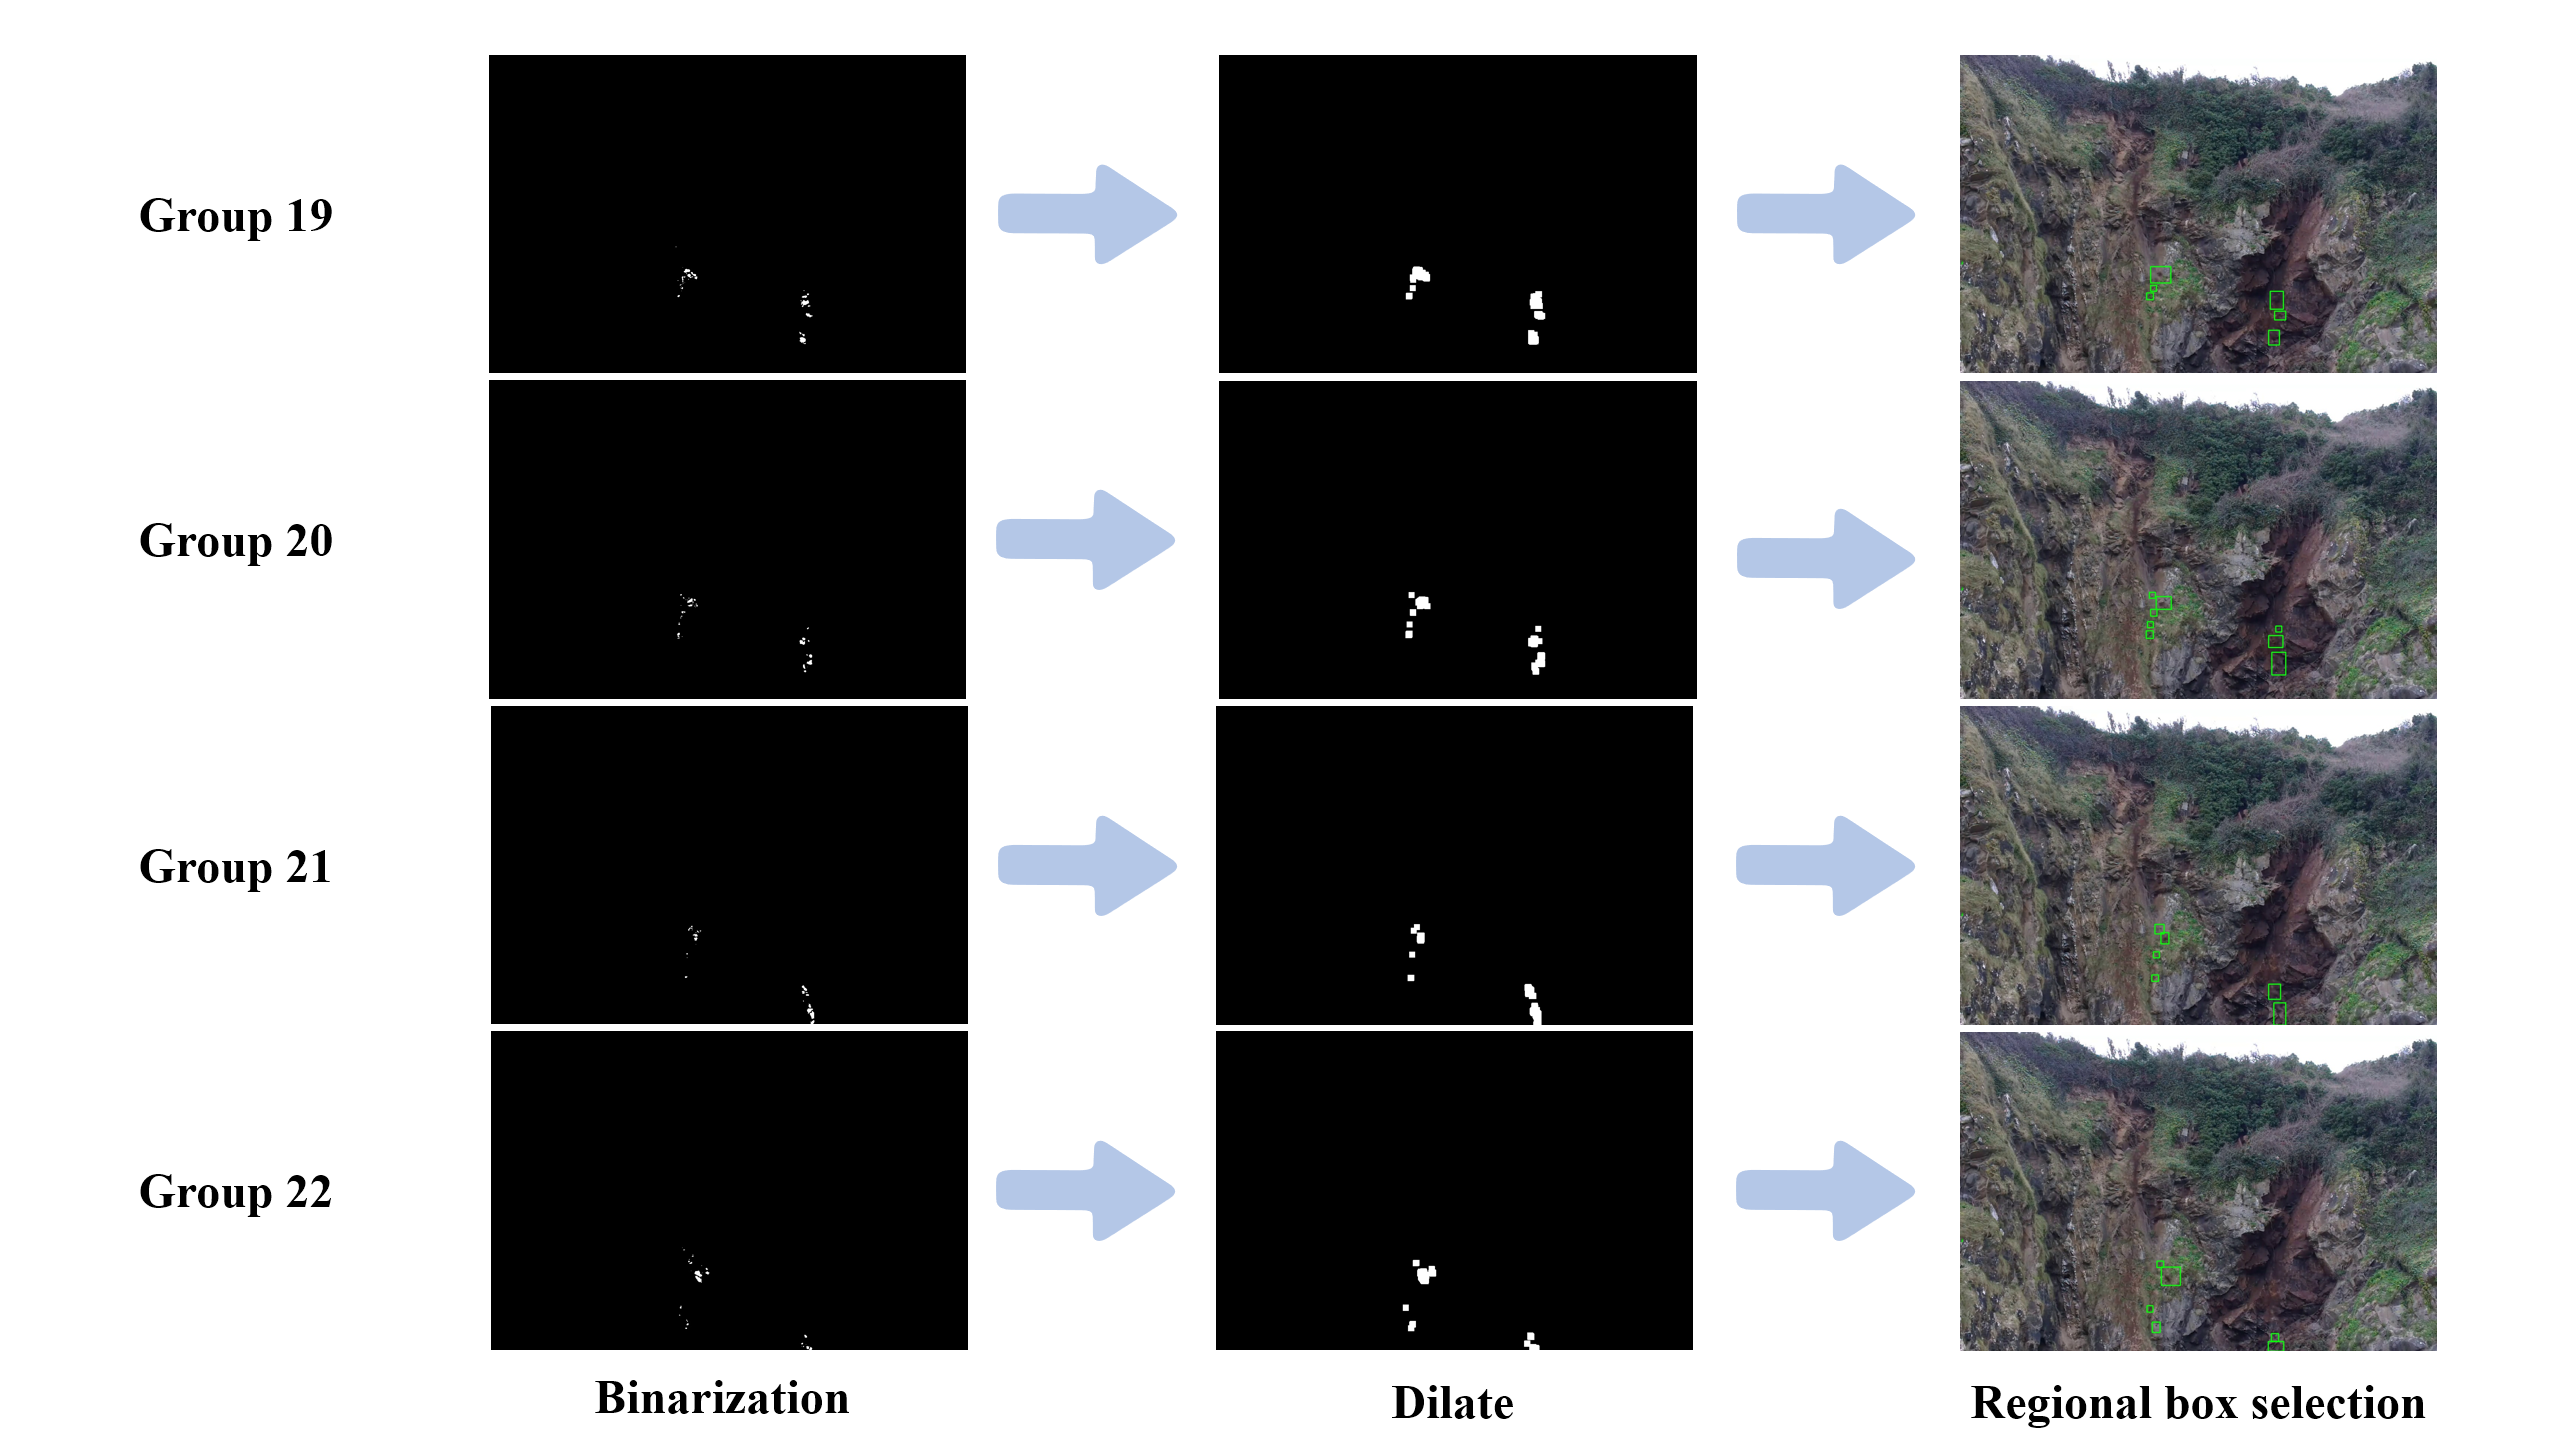 Group 19
Group 20
Group 21
Group 22
Binarization
Dilate
Regional box selection